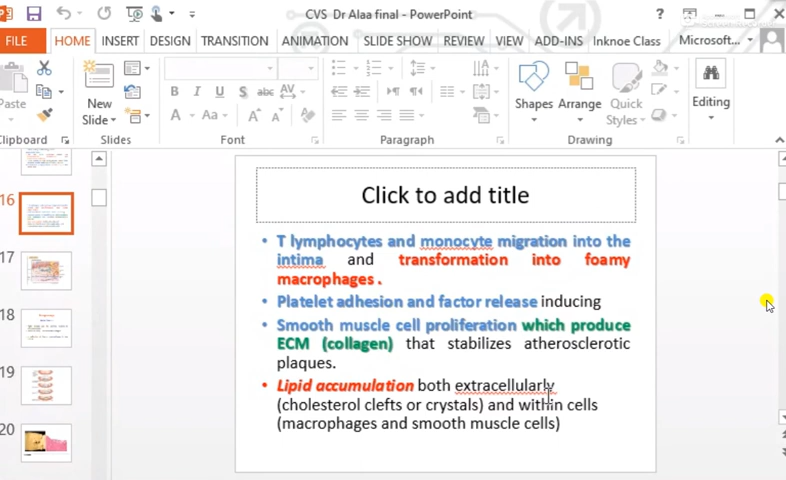 CVS Dr Alaa final - PowerPoint
FILE HOME INSERT DESIGN TRANSITION ANIMATION SLIDE SHOW REVIEW VIEW ADD-INS Inknoe Class Microsoft...
Paste New Slide Shapes Arrange Quick Styles Editing
B I U S abc AV
A Aa A A
Clipboard Slides Font Paragraph Drawing
16
17
18
19
20
Click to add title
• T lymphocytes and monocyte migration into the
intima and transformation into foamy
macrophages .
• Platelet adhesion and factor release inducing
• Smooth muscle cell proliferation which produce
ECM (collagen) that stabilizes atherosclerotic
plaques.
• Lipid accumulation both extracellularly
(cholesterol clefts or crystals) and within cells
(macrophages and smooth muscle cells)